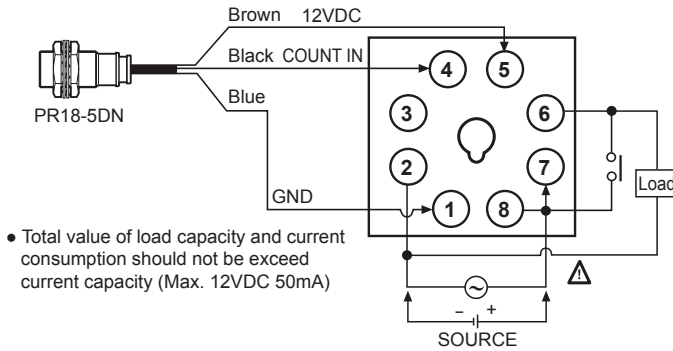 Brown 12VDC
Black COUNT IN
Blue
PR18-5DN
GND
4 5
3 6
2 7
1 8
Load
● Total value of load capacity and current
consumption should not be exceed
current capacity (Max. 12VDC 50mA)
!
− +
SOURCE